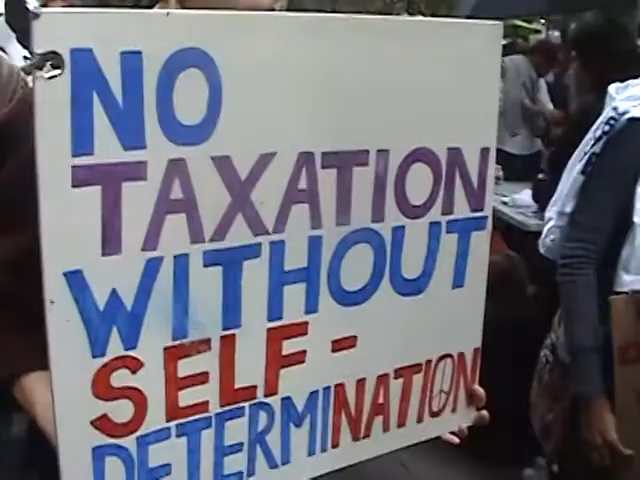 NO
TAXATION
WITHOUT
SELF -
DETERMINATION